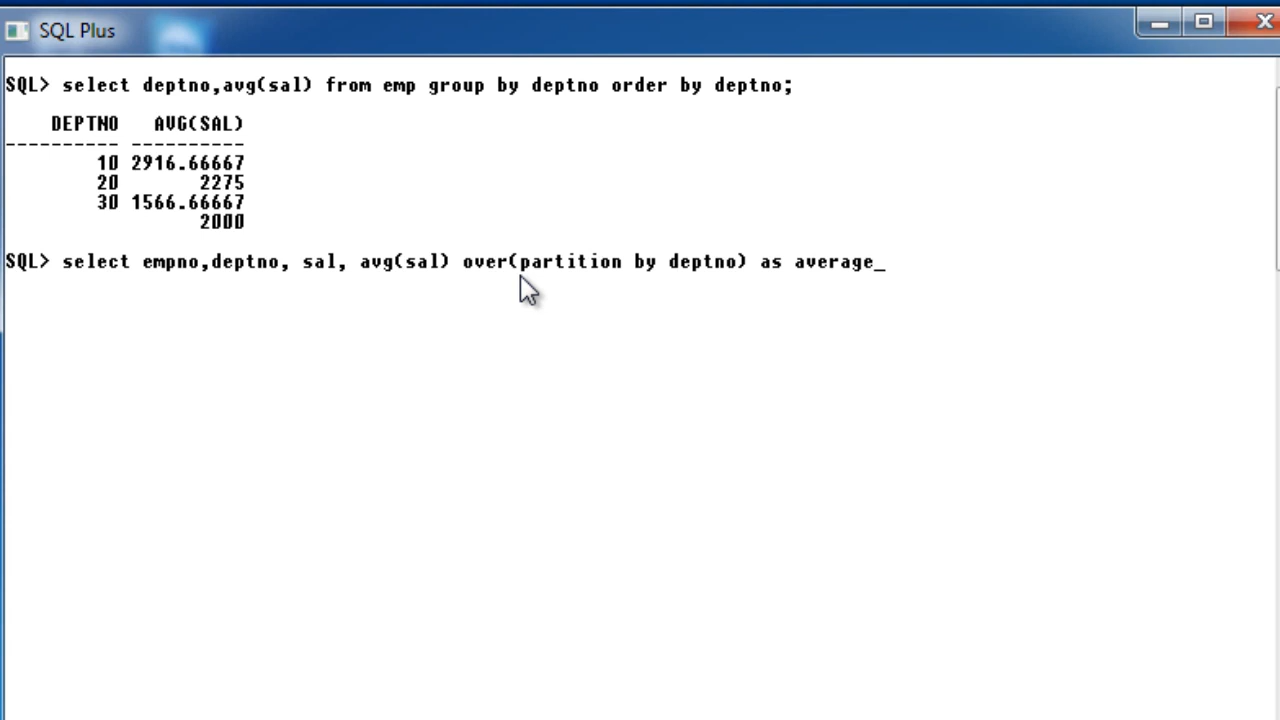 SQL Plus
SQL> select deptno,avg(sal) from emp group by deptno order by deptno;
DEPTNO AVG(SAL)
---------- ----------
10 2916.66667
20 2275
30 1566.66667
2000
SQL> select empno,deptno, sal, avg(sal) over(partition by deptno) as average_